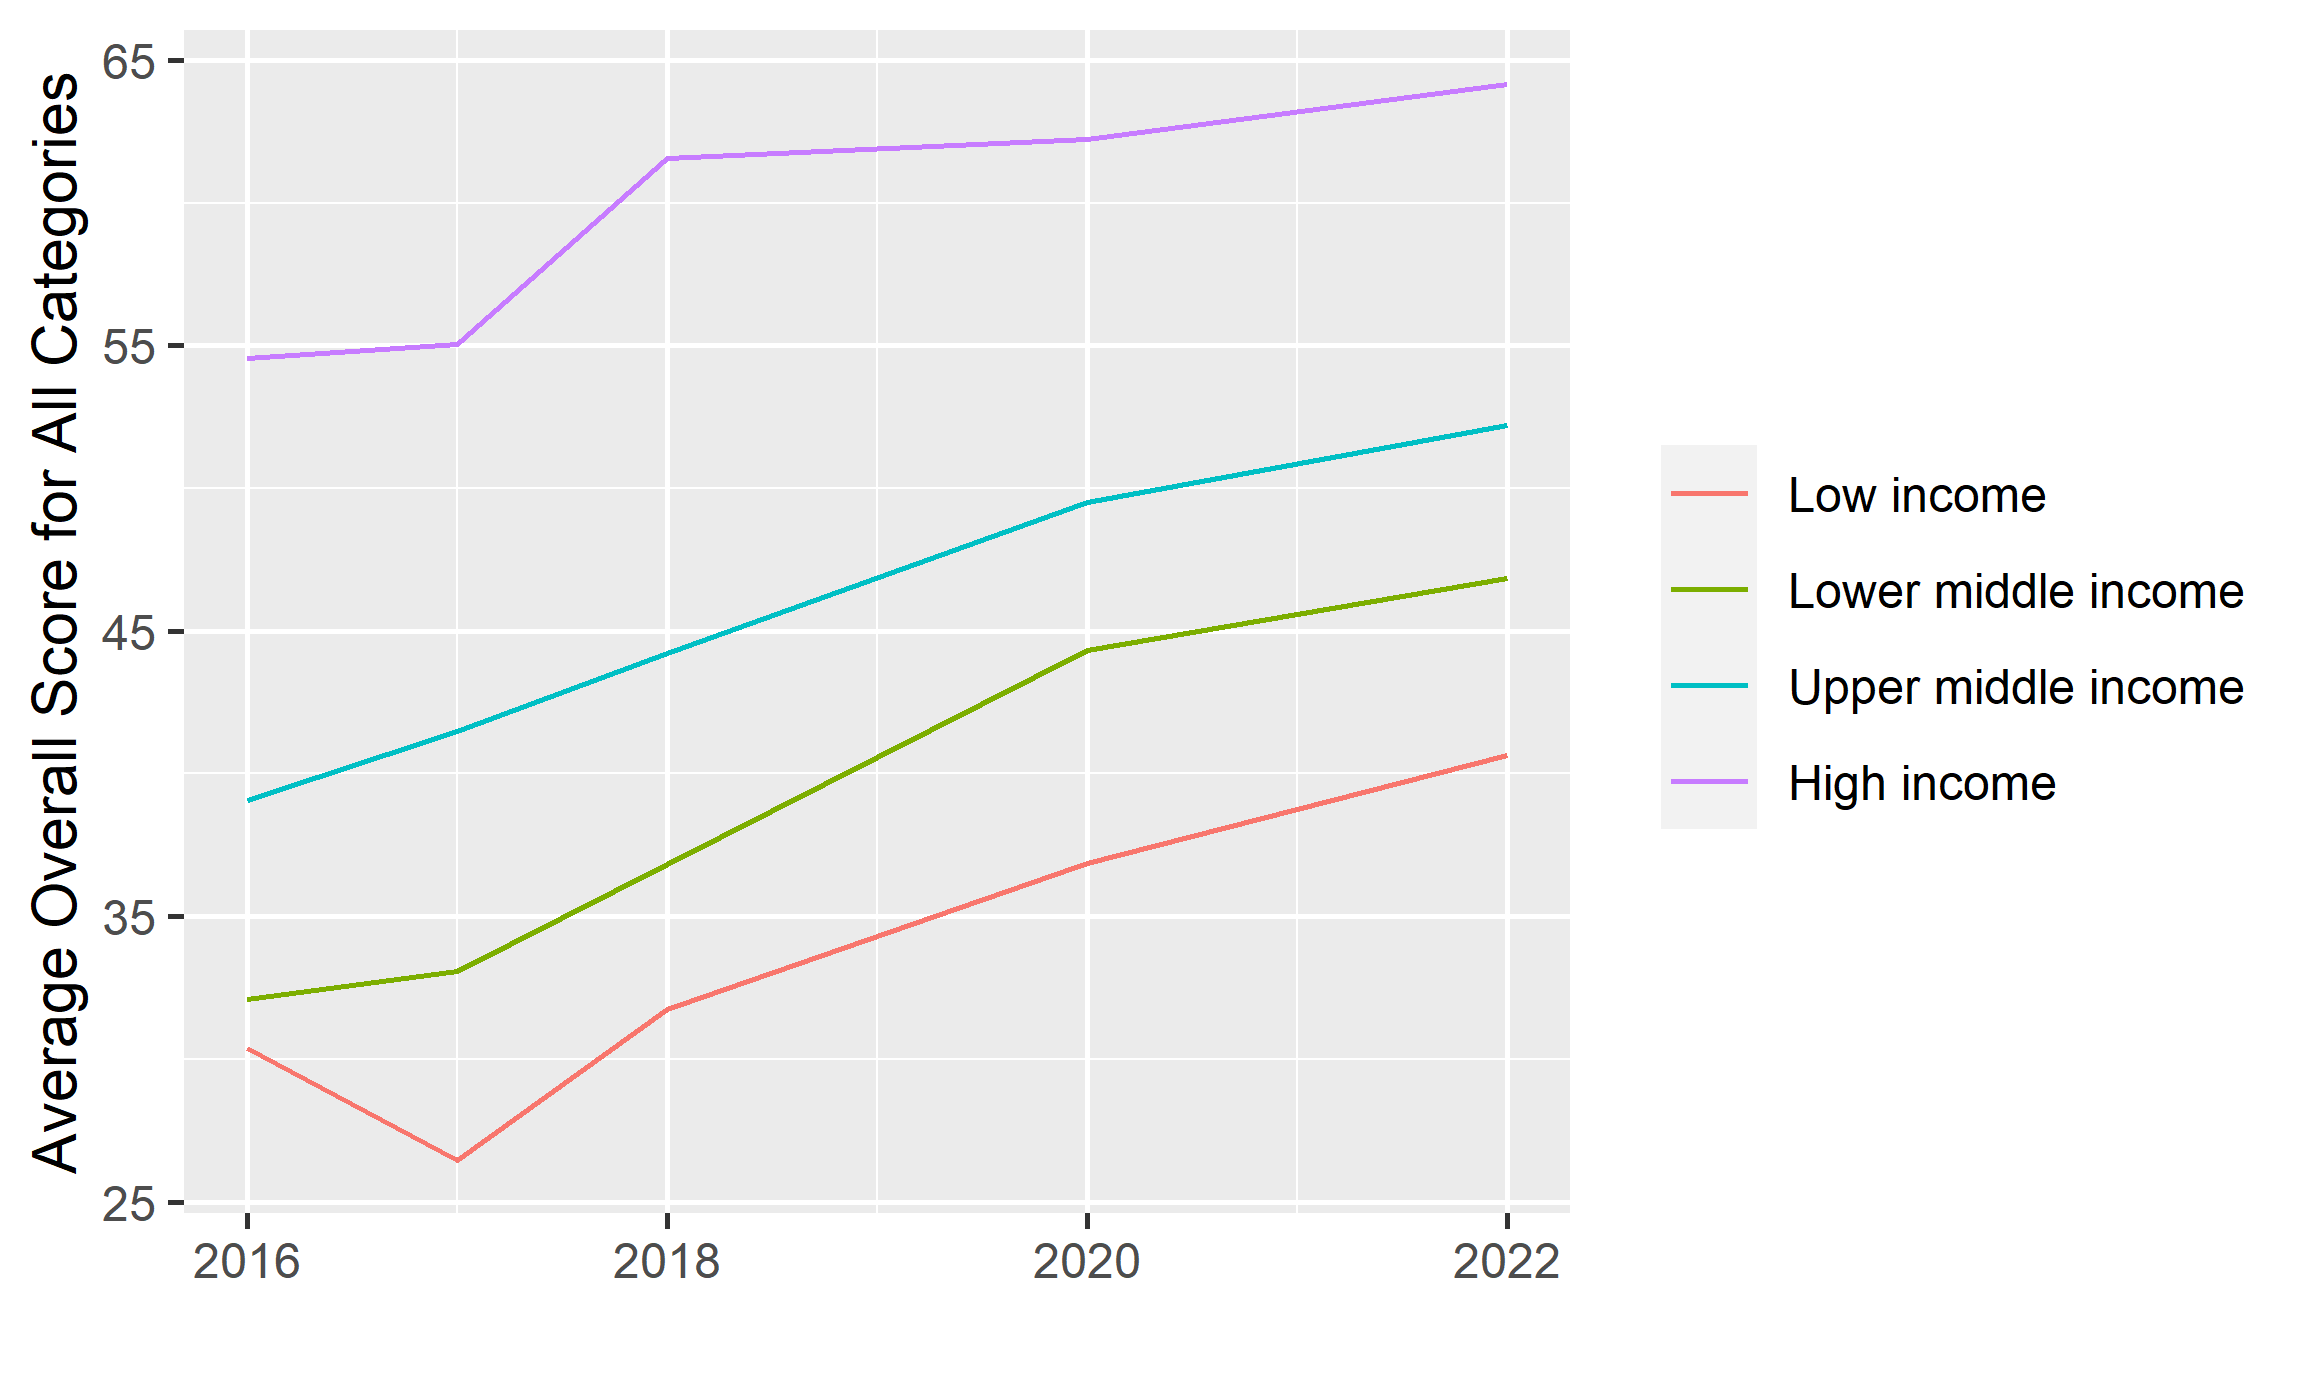 Average Overall Score for All Categories
65
55
45
35
25
2016
2018
2020
2022
Low income
Lower middle income
Upper middle income
High income